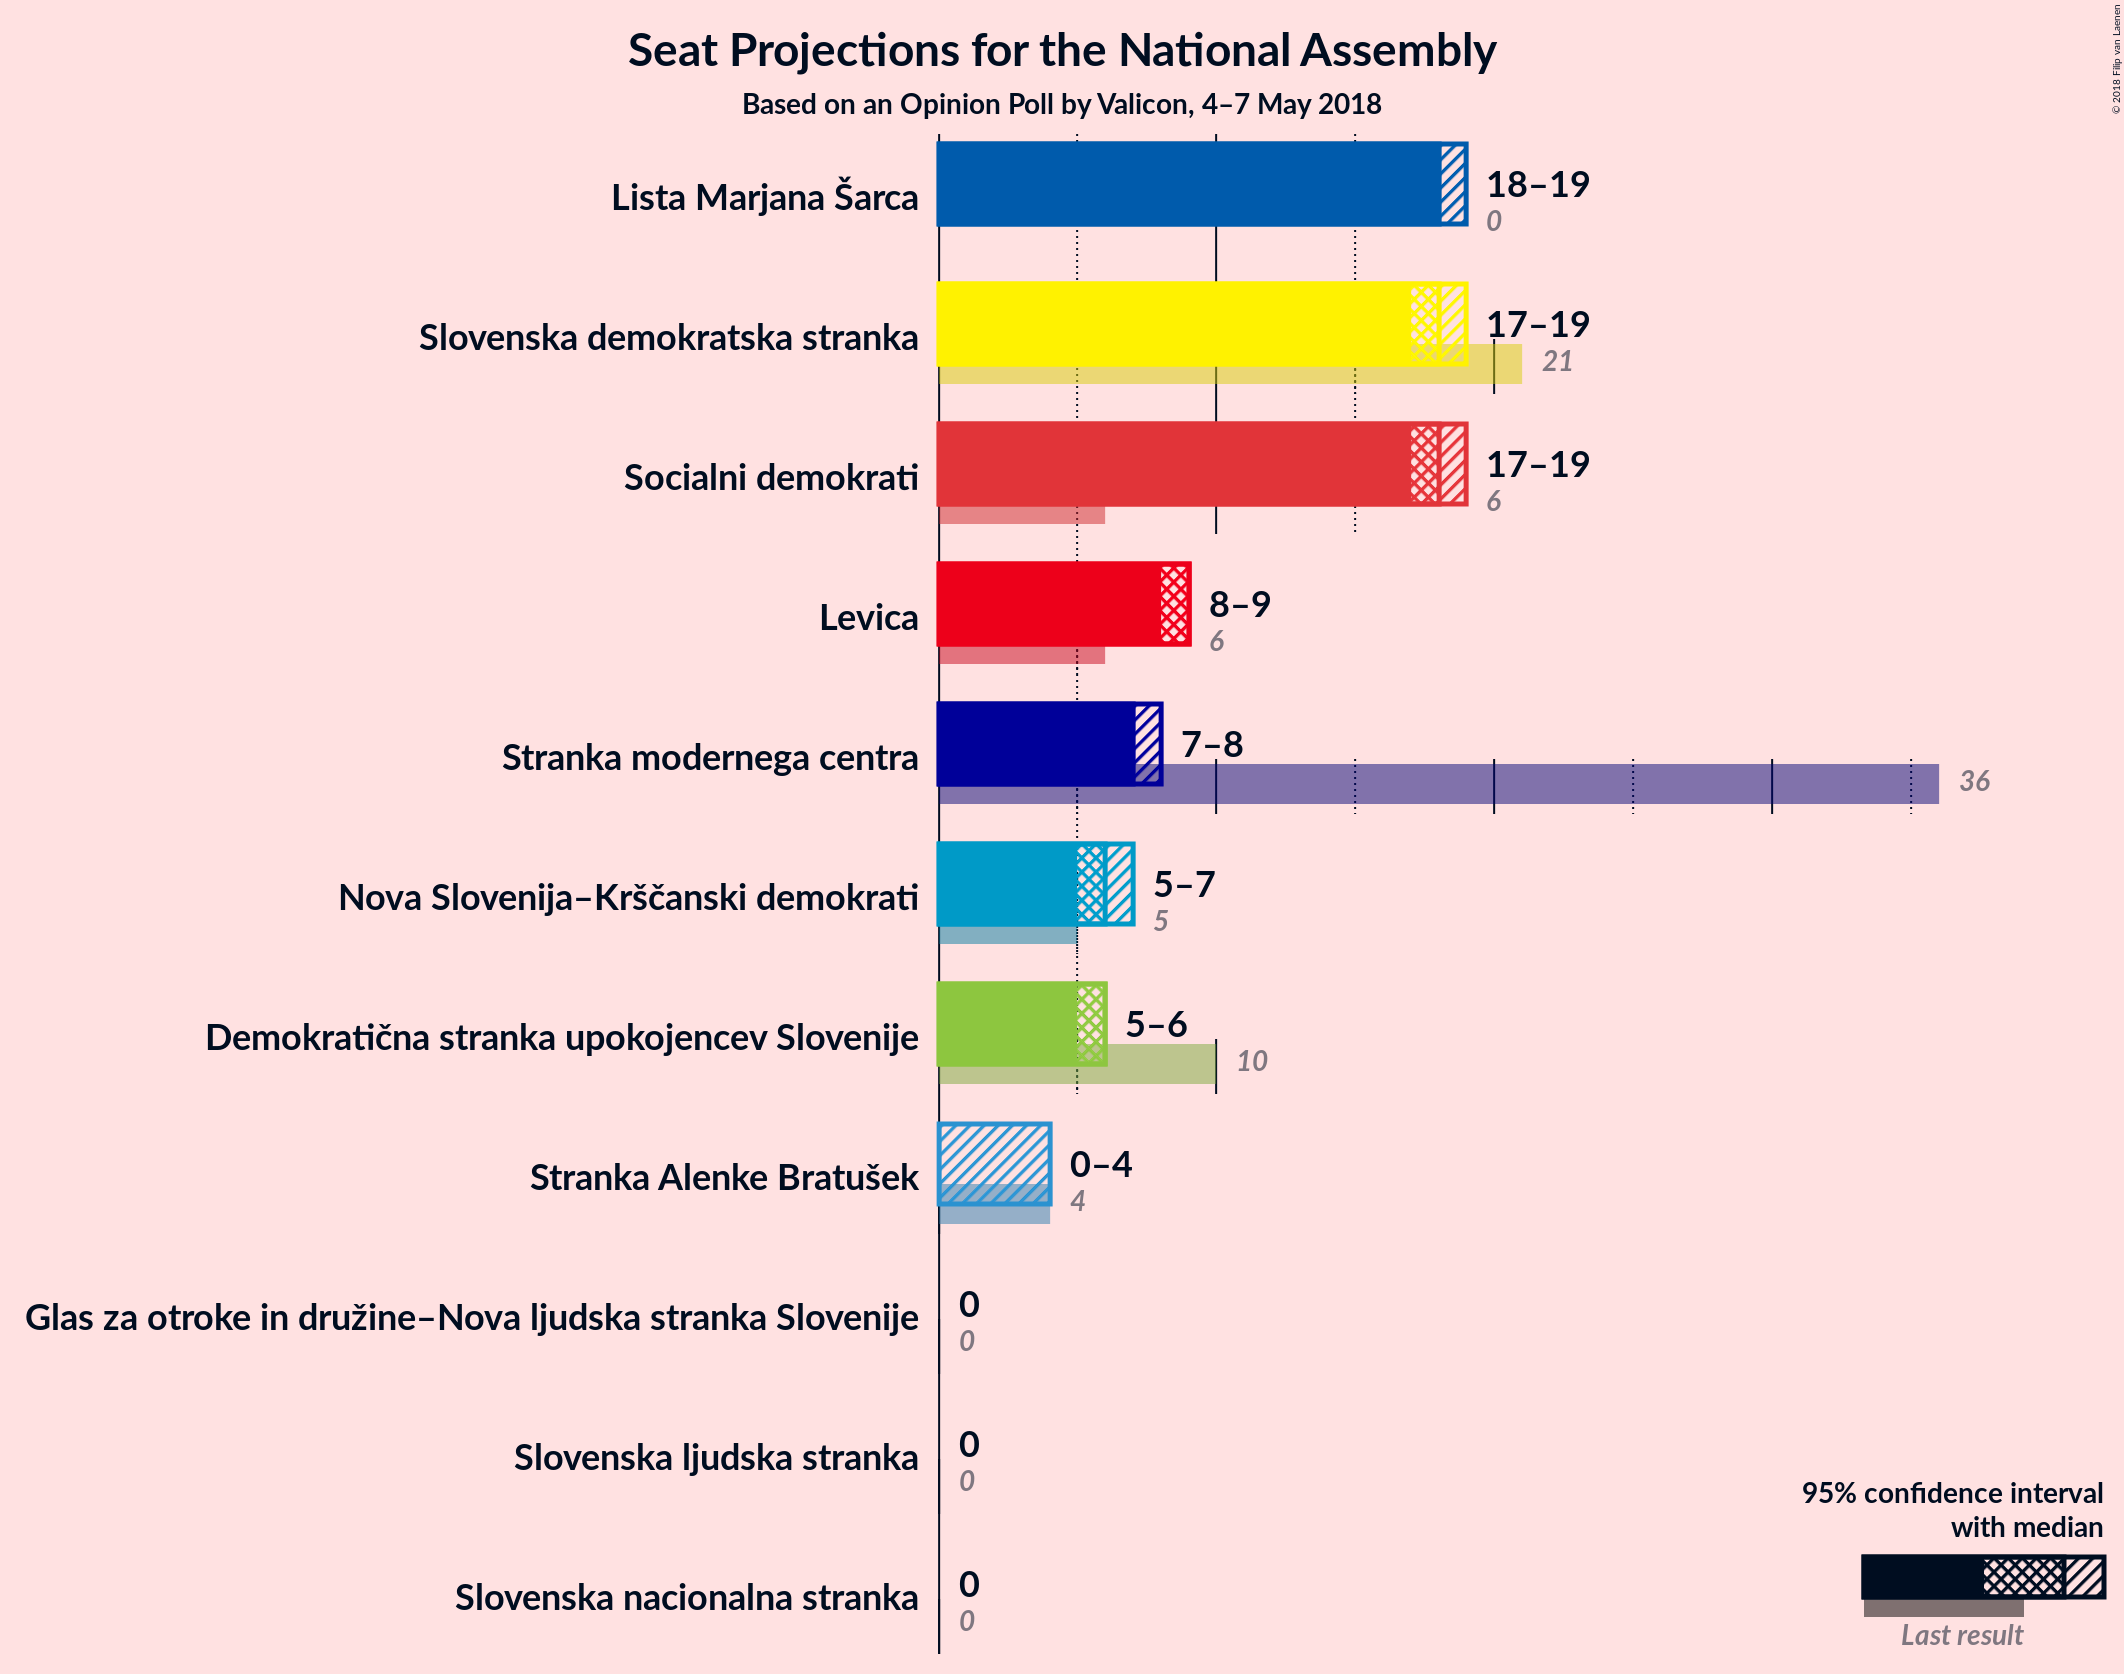 Seat Projections for the National Assembly
Based on an Opinion Poll by Valicon, 4–7 May 2018
© 2018 Filip van Laenen
Lista Marjana Šarca
18–19
0
Slovenska demokratska stranka
17–19
21
Socialni demokrati
17–19
6
Levica
8–9
6
Stranka modernega centra
7–8
36
Nova Slovenija–Krščanski demokrati
5–7
5
Demokratična stranka upokojencev Slovenije
5–6
10
Stranka Alenke Bratušek
0–4
4
Glas za otroke in družine–Nova ljudska stranka Slovenije
0
0
Slovenska ljudska stranka
0
0
Slovenska nacionalna stranka
0
0
95% confidence interval
with median
Last result